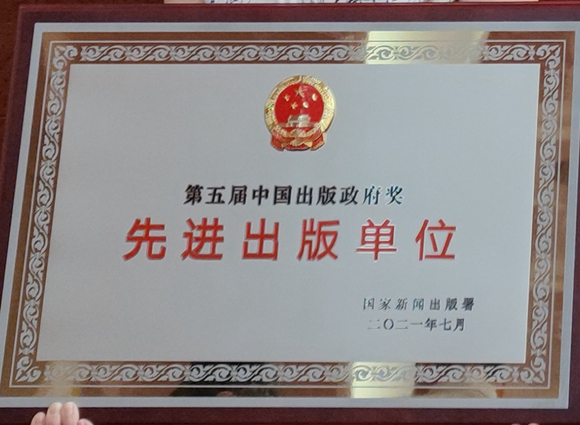 第五届中国出版政府奖
先进出版单位
国家新闻出版署
二〇二一年七月